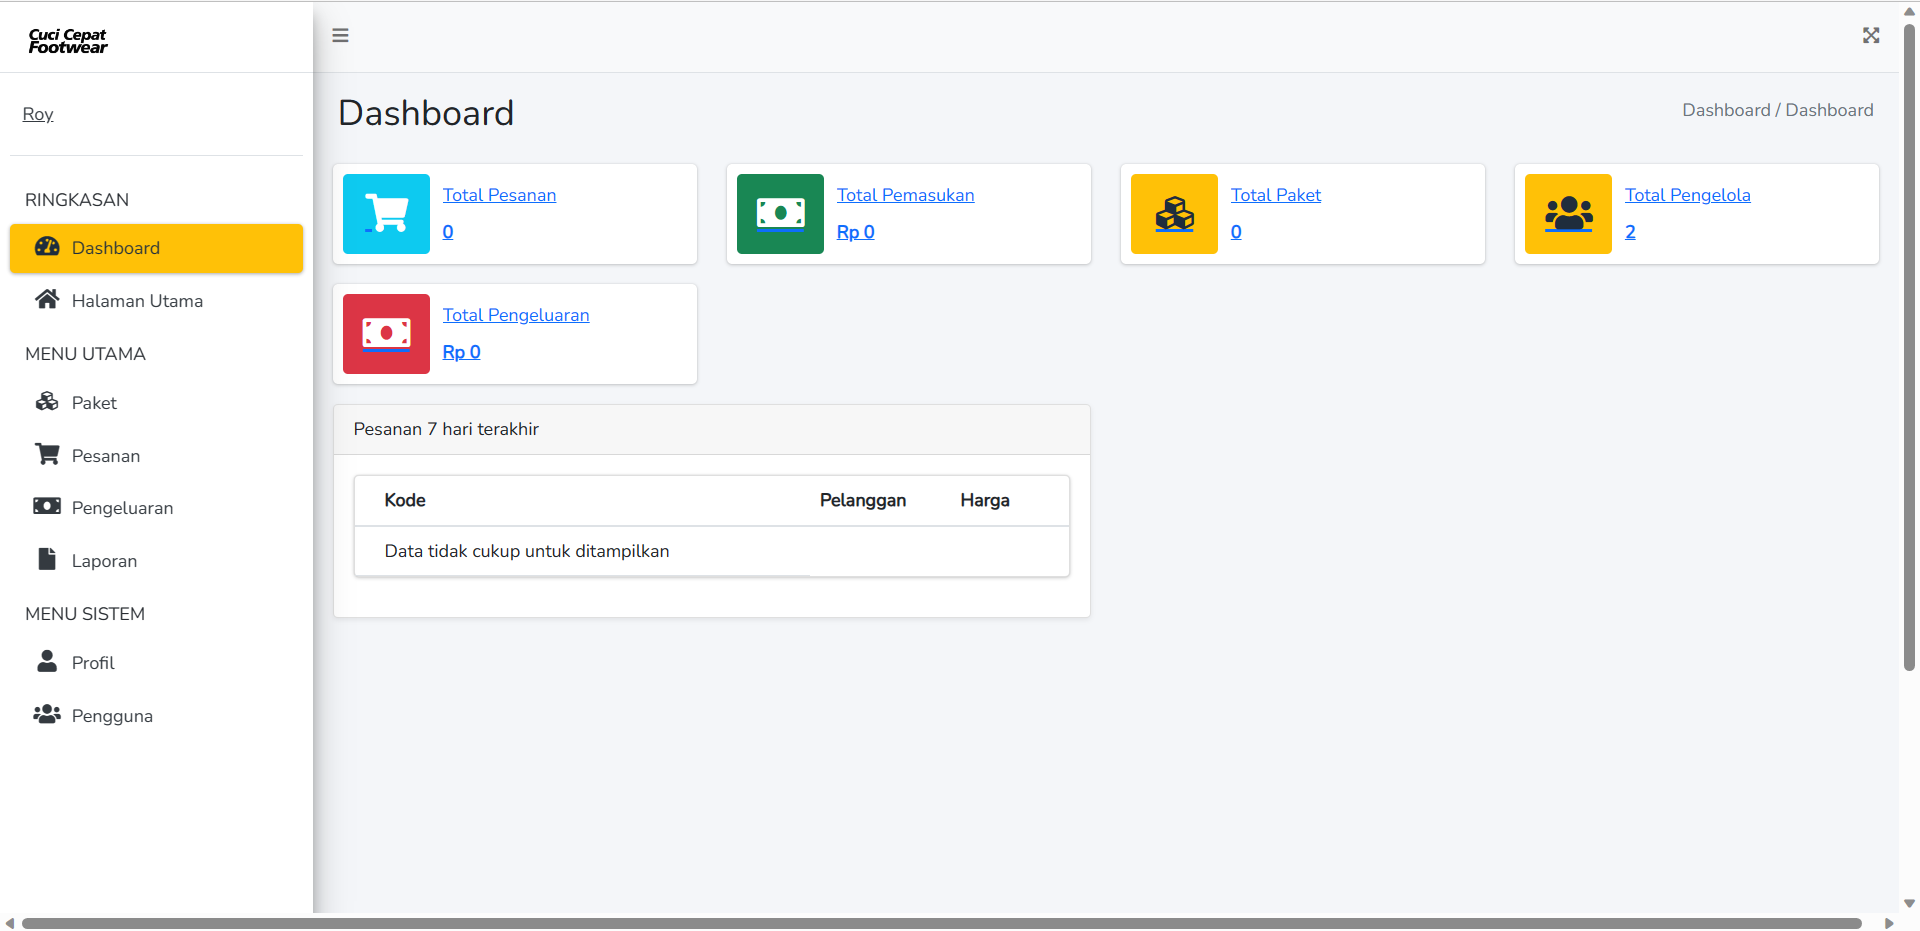 Cuci Cepat
Footwear
Roy
RINGKASAN
Dashboard
Halaman Utama
MENU UTAMA
Paket
Pesanan
Pengeluaran
Laporan
MENU SISTEM
Profil
Pengguna
Dashboard
Dashboard / Dashboard
Total Pesanan
0
Total Pemasukan
Rp 0
Total Paket
0
Total Pengelola
2
Total Pengeluaran
Rp 0
Pesanan 7 hari terakhir
Kode Pelanggan Harga
Data tidak cukup untuk ditampilkan